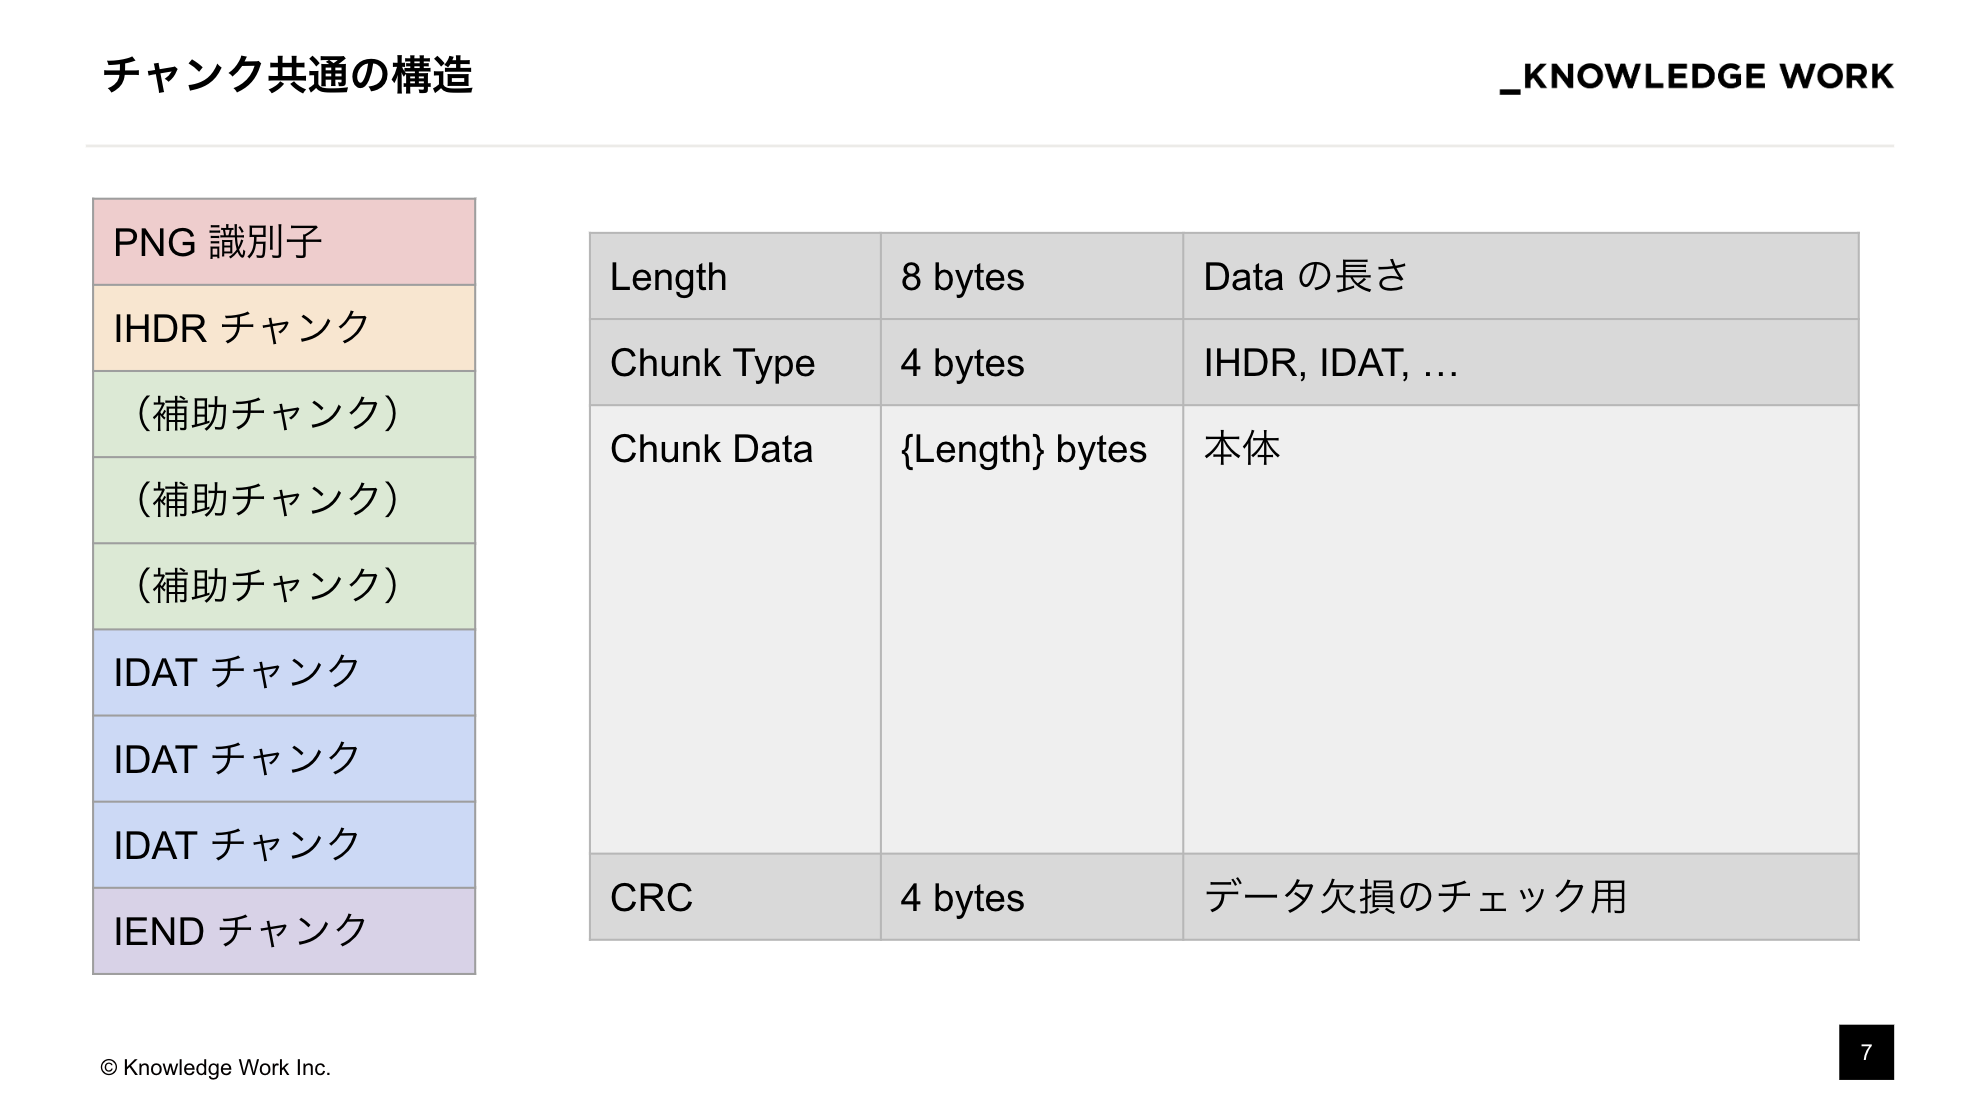 チャンク共通の構造
_KNOWLEDGE WORK
PNG 識別子
IHDR チャンク
（補助チャンク）
（補助チャンク）
（補助チャンク）
IDAT チャンク
IDAT チャンク
IDAT チャンク
IEND チャンク
Length 8 bytes Data の長さ
Chunk Type 4 bytes IHDR, IDAT, …
Chunk Data {Length} bytes 本体
CRC 4 bytes データ欠損のチェック用
© Knowledge Work Inc.
7